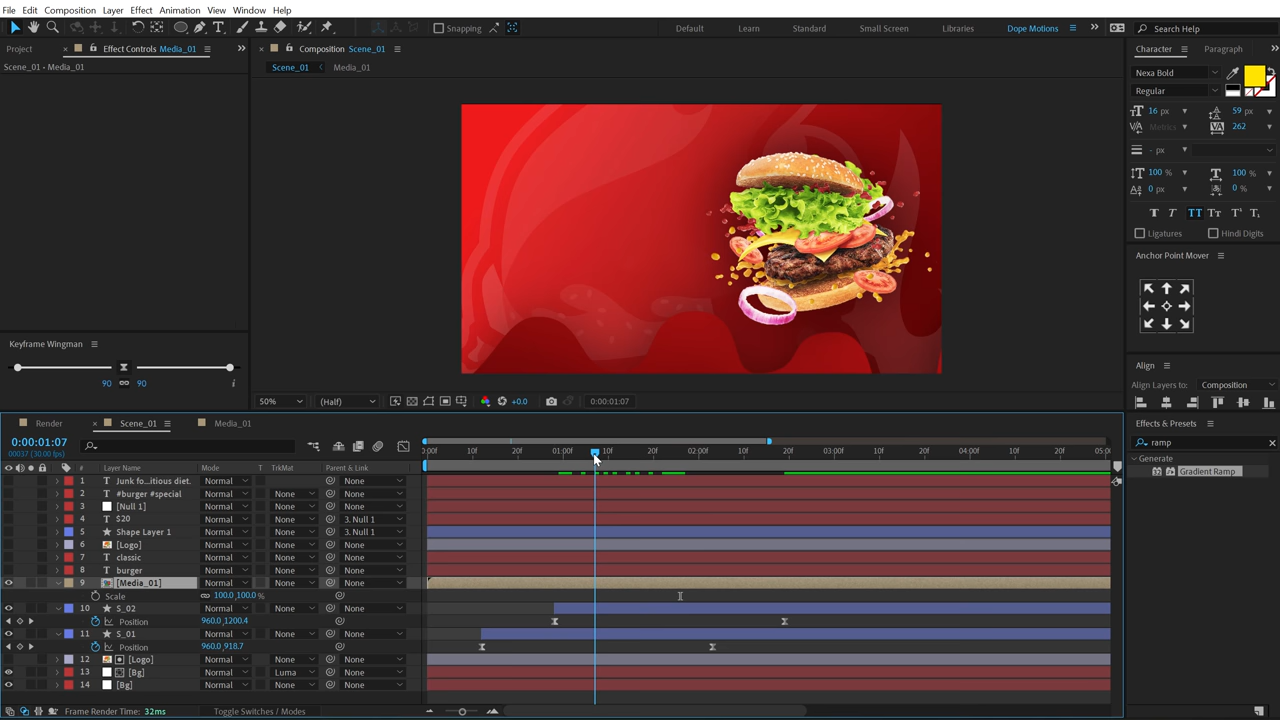 File Edit Composition Layer Effect Animation View Window Help
Snapping Default Learn Standard Small Screen Libraries Dope Motions Search Help
Project Effect Controls Media_01
Composition Scene_01
Character Paragraph
Scene_01 • Media_01
Scene_01 Media_01
Nexa Bold
Regular
16 px 59 px
Metrics 262
- px
100 % 100 %
0 px 0 %
Ligatures Hindi Digits
Anchor Point Mover
Keyframe Wingman
90 90
Align
Align Layers to: Composition
50% (Half) +0.0 0:00:01:07
Render Scene_01 Media_01
Effects & Presets
0:00:01:07
00037 (30.00 fps)
ramp
Generate
Gradient Ramp
0:00f 10f 20f 01:00f 10f 20f 02:00f 10f 20f 03:00f 10f 20f 04:00f 10f 20f 05:0
# Layer Name Mode T TrkMat Parent & Link
1 Junk fo...itious diet. Normal None
2 #burger #special Normal None None
3 [Null 1] Normal None None
4 $20 Normal None 3. Null 1
5 Shape Layer 1 Normal None 3. Null 1
6 [Logo] Normal None None
7 classic Normal None None
8 burger Normal None None
9 [Media_01] Normal None None
Scale 100.0,100.0 %
10 S_02 Normal None None
Position 960.0,1200.4
11 S_01 Normal None None
Position 960.0,918.7
12 [Logo] Normal None None
13 [Bg] Normal Luma None
14 [Bg] Normal None None
Frame Render Time: 32ms Toggle Switches / Modes